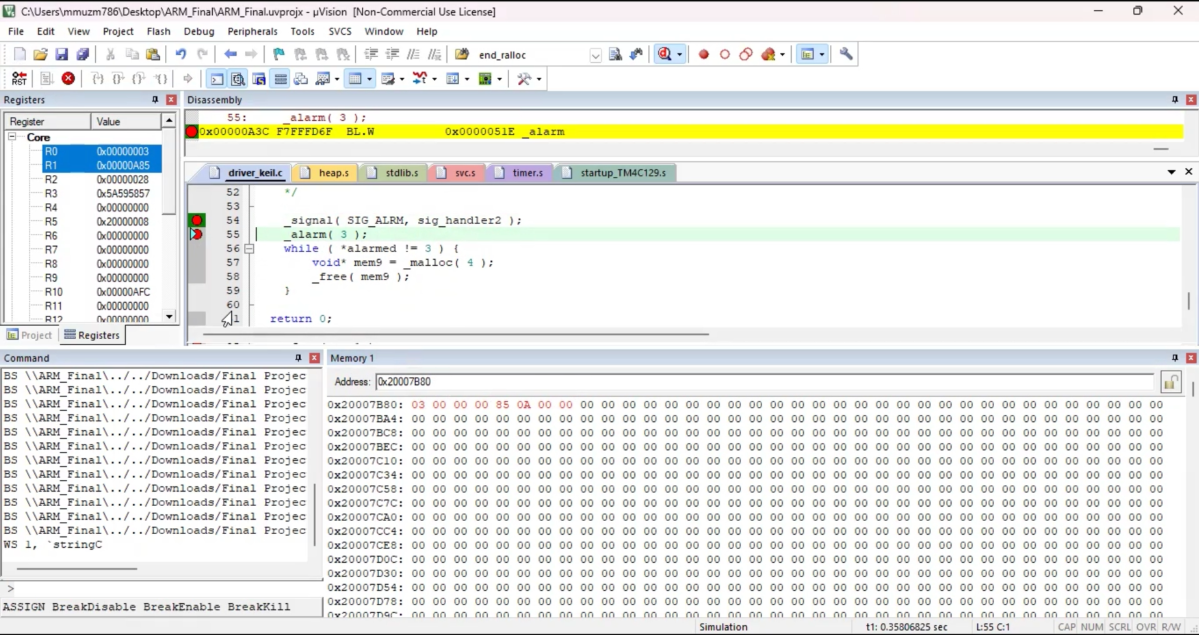 C:\Users\mmuzm786\Desktop\ARM_Final\ARM_Final.uvprojx - µVision [Non-Commercial Use License]
File Edit View Project Flash Debug Peripherals Tools SVCS Window Help
end_ralloc
RST
Registers
Register Value
Core
R0 0x00000003
R1 0x00000A85
R2 0x00000028
R3 0x5A595857
R4 0x00000000
R5 0x20000008
R6 0x00000000
R7 0x00000000
R8 0x00000000
R9 0x00000000
R10 0x00000AFC
R11 0x00000000
R12 0x00000000
Project Registers
Disassembly
55: _alarm( 3 );
0x00000A3C F7FFFD6F BL.W 0x0000051E _alarm
driver_keil.c heap.s stdlib.s svc.s timer.s startup_TM4C129.s
52 */
53
54 _signal( SIG_ALRM, sig_handler2 );
55 _alarm( 3 );
56 while ( *alarmed != 3 ) {
57 void* mem9 = _malloc( 4 );
58 _free( mem9 );
59 }
60
61 return 0;
Command
BS \\ARM_Final\../../Downloads/Final Projec
BS \\ARM_Final\../../Downloads/Final Projec
BS \\ARM_Final\../../Downloads/Final Projec
BS \\ARM_Final\../../Downloads/Final Projec
BS \\ARM_Final\../../Downloads/Final Projec
BS \\ARM_Final\../../Downloads/Final Projec
BS \\ARM_Final\../../Downloads/Final Projec
BS \\ARM_Final\../../Downloads/Final Projec
BS \\ARM_Final\../../Downloads/Final Projec
BS \\ARM_Final\../../Downloads/Final Projec
BS \\ARM_Final\../../Downloads/Final Projec
BS \\ARM_Final\../../Downloads/Final Projec
WS 1, `stringC
>
ASSIGN BreakDisable BreakEnable BreakKill
Memory 1
Address: 0x20007B80
0x20007B80: 03 00 00 00 85 0A 00 00 00 00 00 00 00 00 00 00 00 00 00 00 00 00 00 00 00 00 00 00 00 00 00 00 00 00 00 00
0x20007BA4: 00 00 00 00 00 00 00 00 00 00 00 00 00 00 00 00 00 00 00 00 00 00 00 00 00 00 00 00 00 00 00 00 00 00 00 00
0x20007BC8: 00 00 00 00 00 00 00 00 00 00 00 00 00 00 00 00 00 00 00 00 00 00 00 00 00 00 00 00 00 00 00 00 00 00 00 00
0x20007BEC: 00 00 00 00 00 00 00 00 00 00 00 00 00 00 00 00 00 00 00 00 00 00 00 00 00 00 00 00 00 00 00 00 00 00 00 00
0x20007C10: 00 00 00 00 00 00 00 00 00 00 00 00 00 00 00 00 00 00 00 00 00 00 00 00 00 00 00 00 00 00 00 00 00 00 00 00
0x20007C34: 00 00 00 00 00 00 00 00 00 00 00 00 00 00 00 00 00 00 00 00 00 00 00 00 00 00 00 00 00 00 00 00 00 00 00 00
0x20007C58: 00 00 00 00 00 00 00 00 00 00 00 00 00 00 00 00 00 00 00 00 00 00 00 00 00 00 00 00 00 00 00 00 00 00 00 00
0x20007C7C: 00 00 00 00 00 00 00 00 00 00 00 00 00 00 00 00 00 00 00 00 00 00 00 00 00 00 00 00 00 00 00 00 00 00 00 00
0x20007CA0: 00 00 00 00 00 00 00 00 00 00 00 00 00 00 00 00 00 00 00 00 00 00 00 00 00 00 00 00 00 00 00 00 00 00 00 00
0x20007CC4: 00 00 00 00 00 00 00 00 00 00 00 00 00 00 00 00 00 00 00 00 00 00 00 00 00 00 00 00 00 00 00 00 00 00 00 00
0x20007CE8: 00 00 00 00 00 00 00 00 00 00 00 00 00 00 00 00 00 00 00 00 00 00 00 00 00 00 00 00 00 00 00 00 00 00 00 00
0x20007D0C: 00 00 00 00 00 00 00 00 00 00 00 00 00 00 00 00 00 00 00 00 00 00 00 00 00 00 00 00 00 00 00 00 00 00 00 00
0x20007D30: 00 00 00 00 00 00 00 00 00 00 00 00 00 00 00 00 00 00 00 00 00 00 00 00 00 00 00 00 00 00 00 00 00 00 00 00
0x20007D54: 00 00 00 00 00 00 00 00 00 00 00 00 00 00 00 00 00 00 00 00 00 00 00 00 00 00 00 00 00 00 00 00 00 00 00 00
0x20007D78: 00 00 00 00 00 00 00 00 00 00 00 00 00 00 00 00 00 00 00 00 00 00 00 00 00 00 00 00 00 00 00 00 00 00 00 00
0x20007D9C: 00 00 00 00 00 00 00 00 00 00 00 00 00 00 00 00 00 00 00 00 00 00 00 00 00 00 00 00 00 00 00 00 00 00 00 00
Simulation t1: 0.35806825 sec L:55 C:1 CAP NUM SCRL OVR R/W